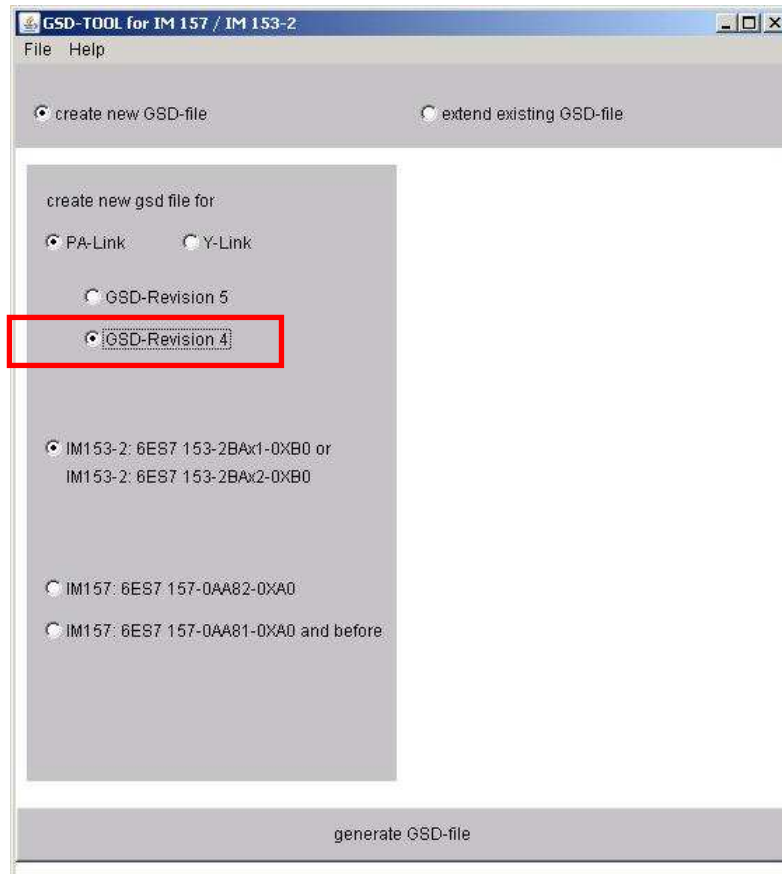 GSD-TOOL for IM 157 / IM 153-2
File Help
create new GSD-file extend existing GSD-file
create new gsd file for
PA-Link Y-Link
GSD-Revision 5
GSD-Revision 4
IM153-2: 6ES7 153-2BAx1-0XB0 or
IM153-2: 6ES7 153-2BAx2-0XB0
IM157: 6ES7 157-0AA82-0XA0
IM157: 6ES7 157-0AA81-0XA0 and before
generate GSD-file